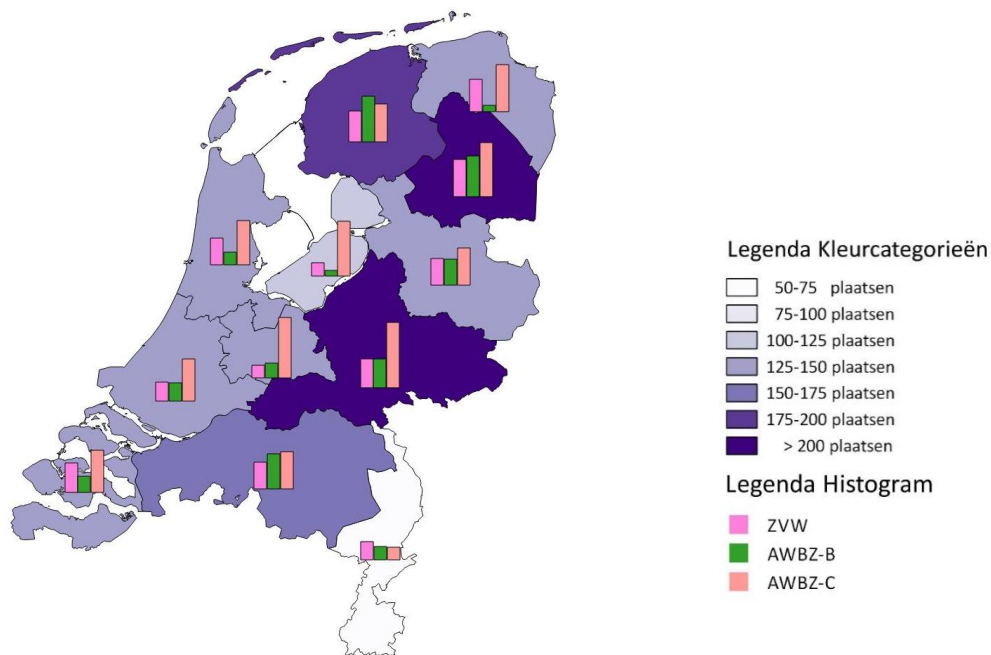 Legenda Kleurcategorieën
50-75 plaatsen
75-100 plaatsen
100-125 plaatsen
125-150 plaatsen
150-175 plaatsen
175-200 plaatsen
> 200 plaatsen
Legenda Histogram
ZVW
AWBZ-B
AWBZ-C